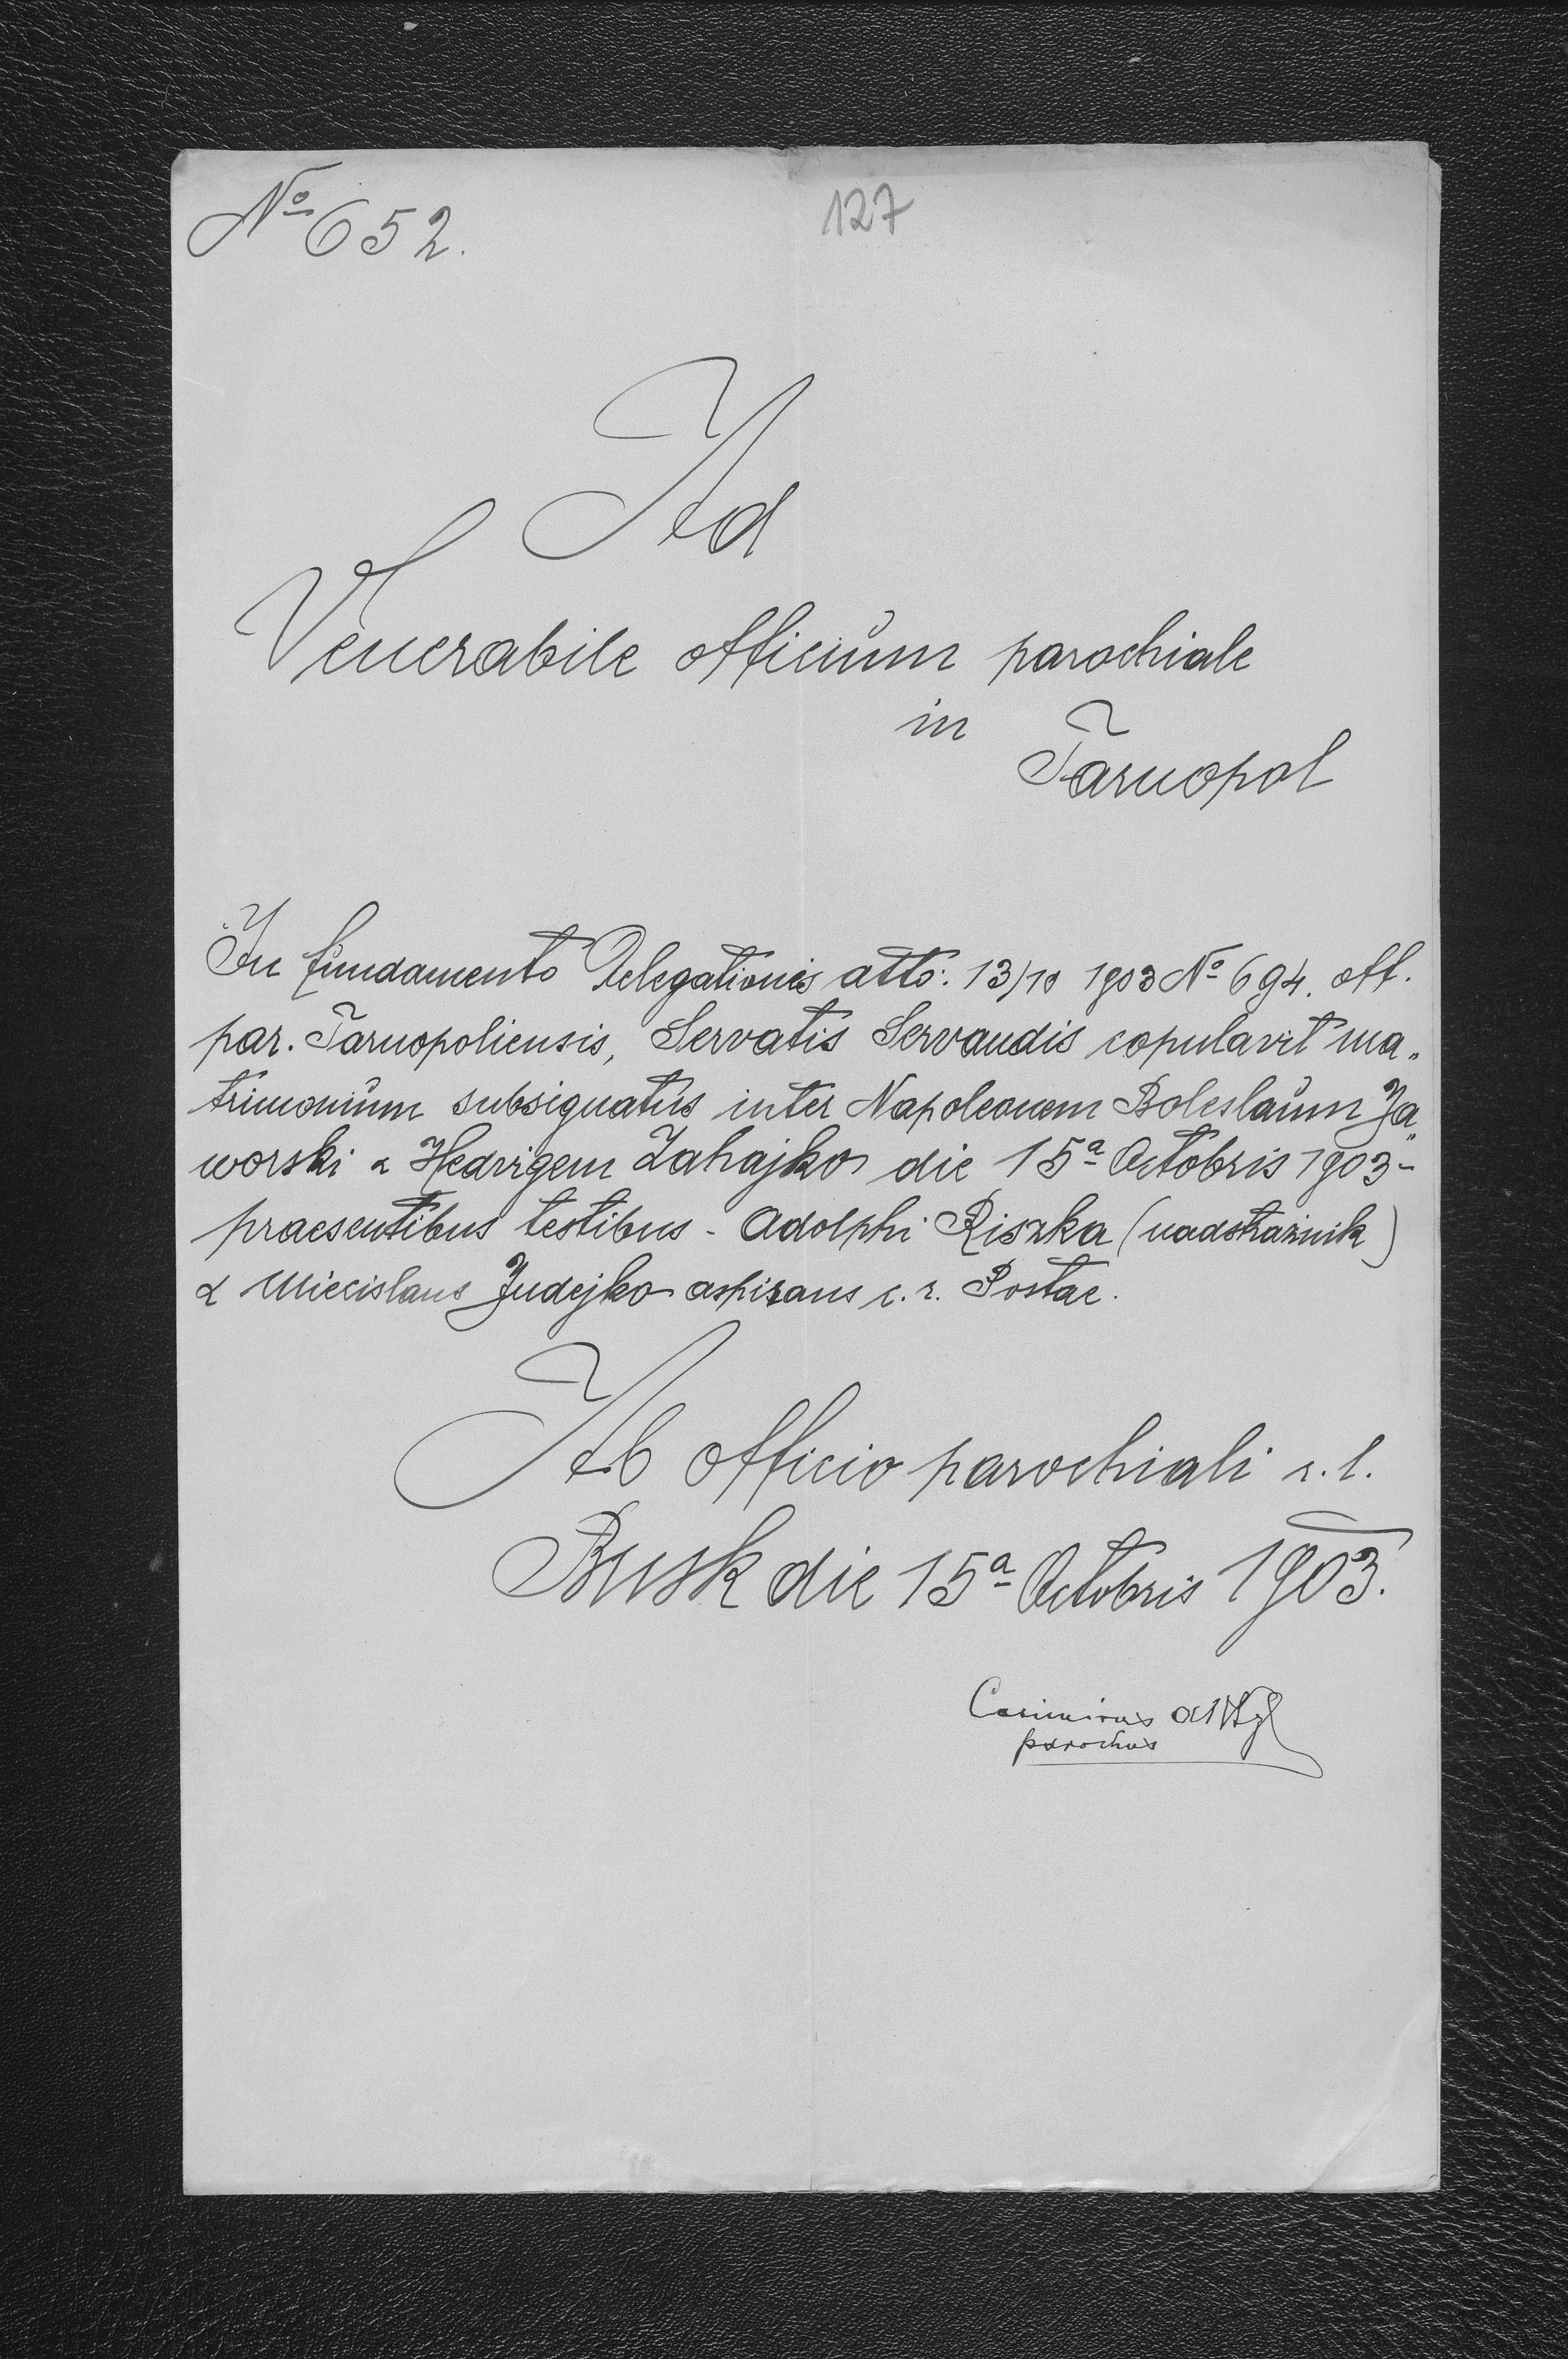 № 652.
127
Ad
Venerabile officium parochiale
in
Tarnopol
In fundamento Delegationis dtto: 13/10 1903 № 694. off.
par. Tarnopoliensis, Servatis Servandis copulavit ma„
trimonium subsignatus inter Napoleonem Boleslaum Ja„
worski & Hedvigem Zahajko die 15ª Octobris 1903-
praesentibus testibus - Adolphi Riszka (nadstrażnik)
& Miecislaus Judejko aspirans c. r. Postae.
Ab officio parochiali r. l.
Busk die 15ª Octobris 1903.
Casimirus
parochus